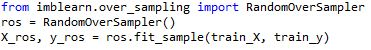 from imblearn.over_sampling import RandomOverSampler
ros = RandomOverSampler()
X_ros, y_ros = ros.fit_sample(train_X, train_y)